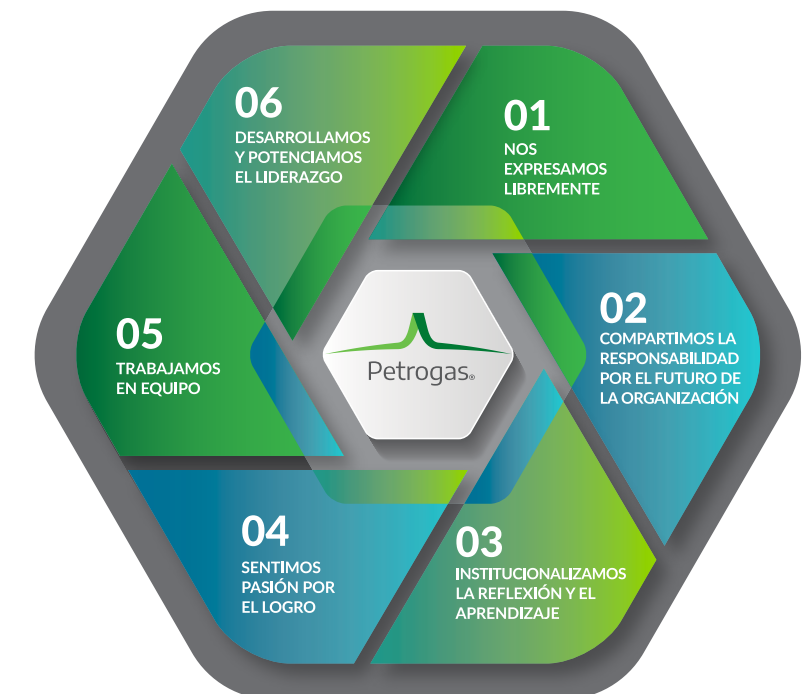 01
NOS
EXPRESAMOS
LIBREMENTE
02
COMPARTIMOS LA
RESPONSABILIDAD
POR EL FUTURO DE
LA ORGANIZACIÓN
03
INSTITUCIONALIZAMOS
LA REFLEXIÓN Y EL
APRENDIZAJE
04
SENTIMOS
PASIÓN POR
EL LOGRO
05
TRABAJAMOS
EN EQUIPO
06
DESARROLLAMOS
Y POTENCIAMOS
EL LIDERAZGO
Petrogas®